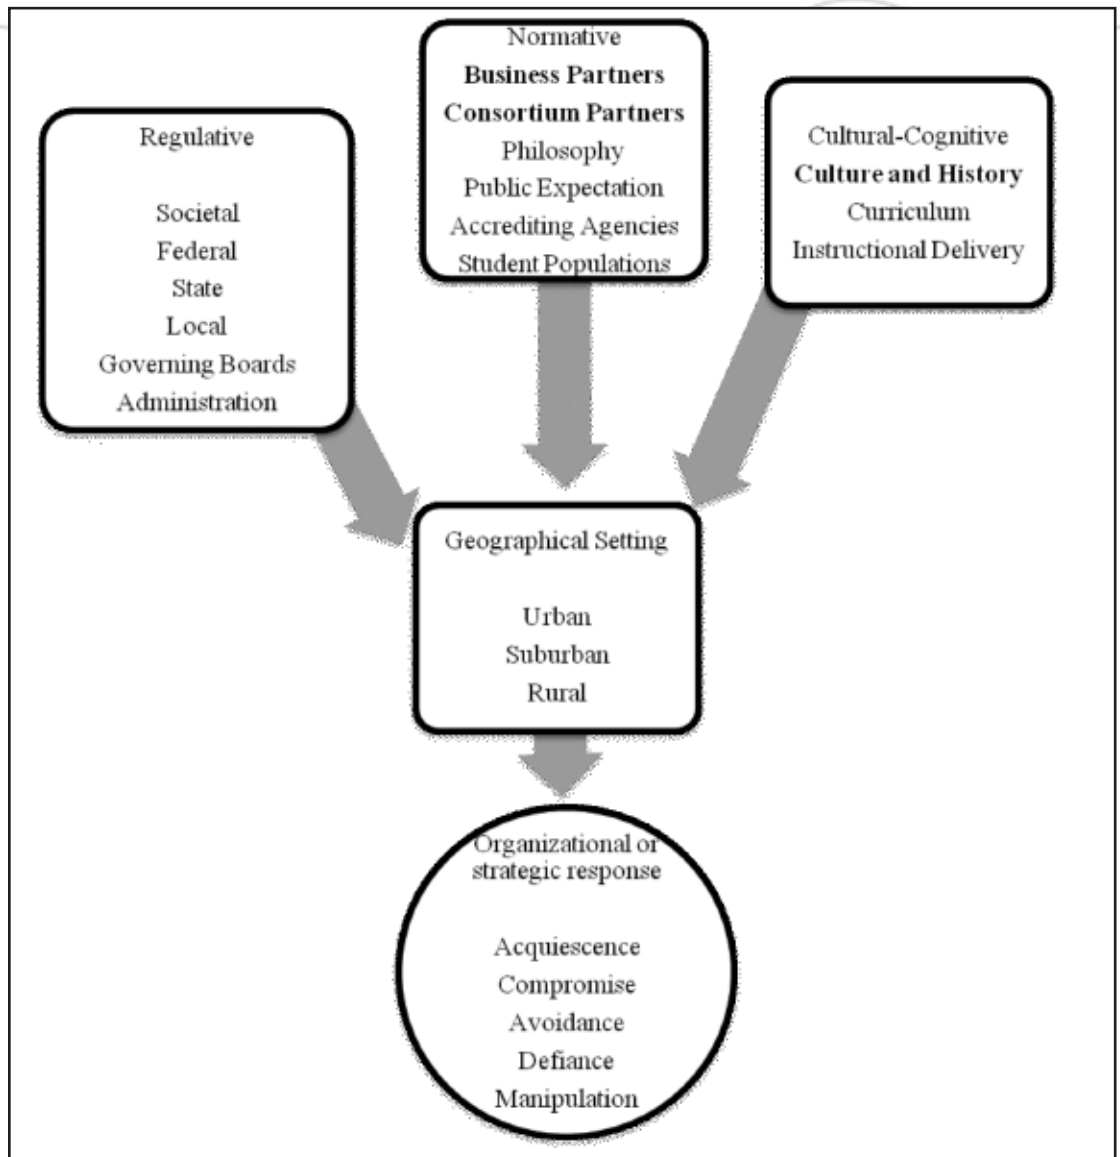 Regulative
Societal
Federal
State
Local
Governing Boards
Administration
Normative
Business Partners
Consortium Partners
Philosophy
Public Expectation
Accrediting Agencies
Student Populations
Cultural-Cognitive
Culture and History
Curriculum
Instructional Delivery
Geographical Setting
Urban
Suburban
Rural
Organizational or
strategic response
Acquiescence
Compromise
Avoidance
Defiance
Manipulation